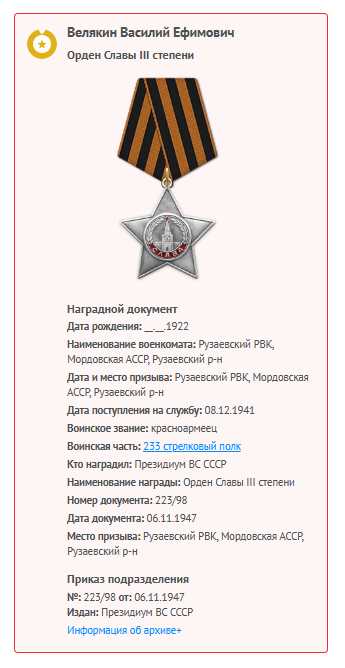 Велякин Василий Ефимович
Орден Славы III степени
СЛАВА
Наградной документ
Дата рождения: __.__.1922
Наименование военкомата: Рузаевский РВК,
Мордовская АССР, Рузаевский р-н
Дата и место призыва: Рузаевский РВК, Мордовская
АССР, Рузаевский р-н
Дата поступления на службу: 08.12.1941
Воинское звание: красноармеец
Воинская часть: 233 стрелковый полк
Кто наградил: Президиум ВС СССР
Наименование награды: Орден Славы III степени
Номер документа: 223/98
Дата документа: 06.11.1947
Место призыва: Рузаевский РВК, Мордовская АССР,
Рузаевский р-н
Приказ подразделения
№: 223/98 от: 06.11.1947
Издан: Президиум ВС СССР
Информация об архиве+